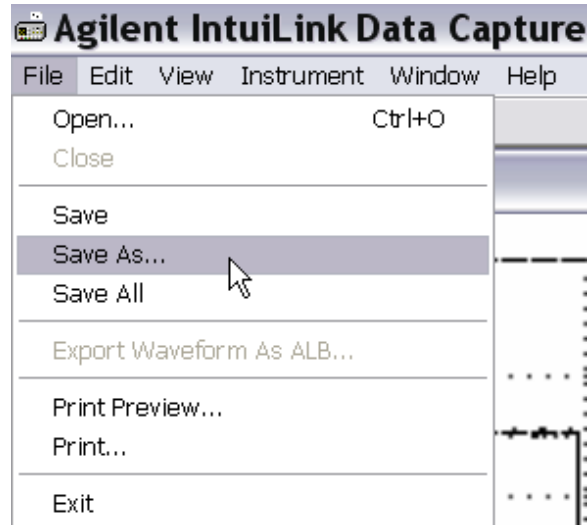 Agilent IntuiLink Data Capture
File Edit View Instrument Window Help
Open... Ctrl+O
Close
Save
Save As...
Save All
Export Waveform As ALB...
Print Preview...
Print...
Exit